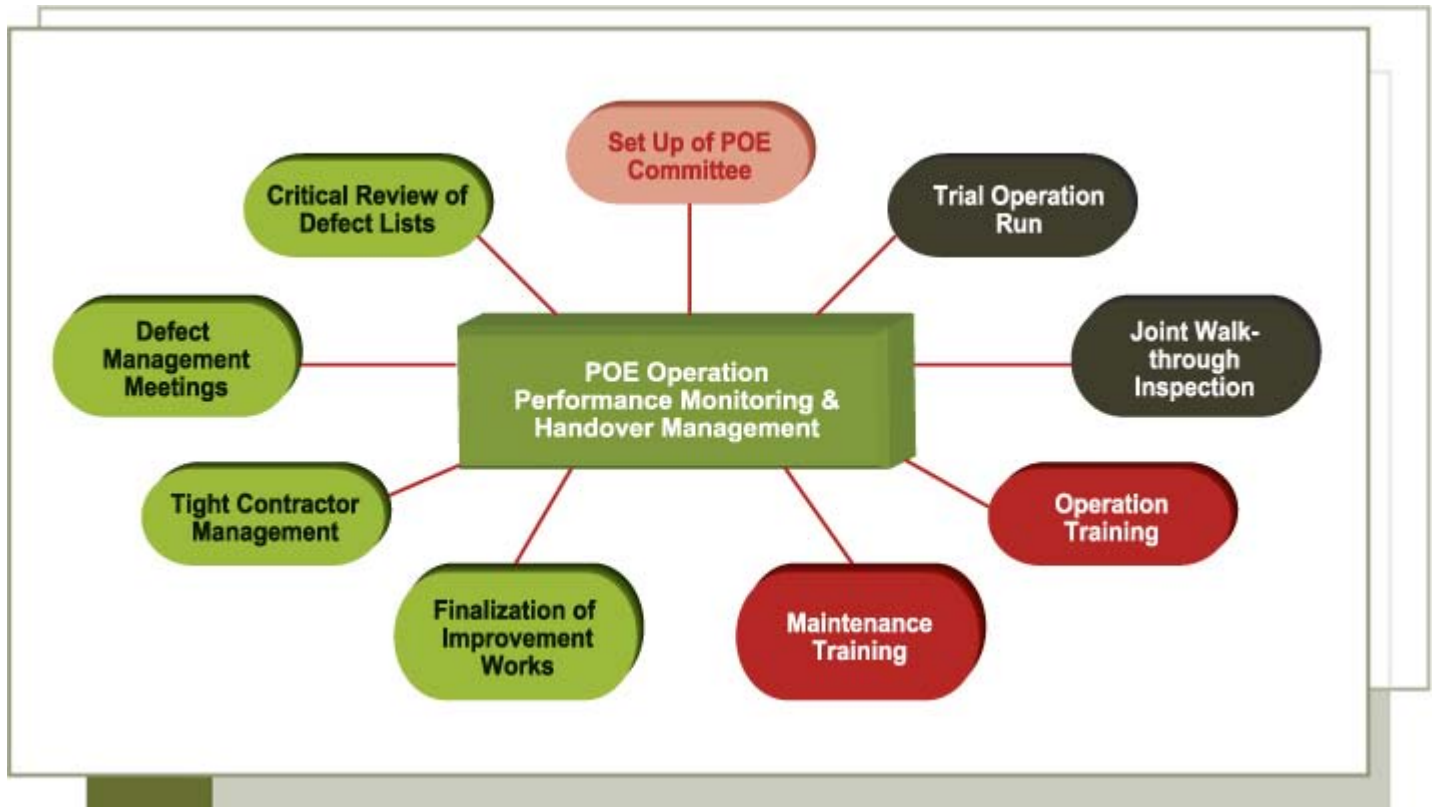 Set Up of POE
Committee
Critical Review of
Defect Lists
Trial Operation
Run
Defect
Management
Meetings
Joint Walk-
through
Inspection
POE Operation
Performance Monitoring &
Handover Management
Tight Contractor
Management
Operation
Training
Finalization of
Improvement
Works
Maintenance
Training